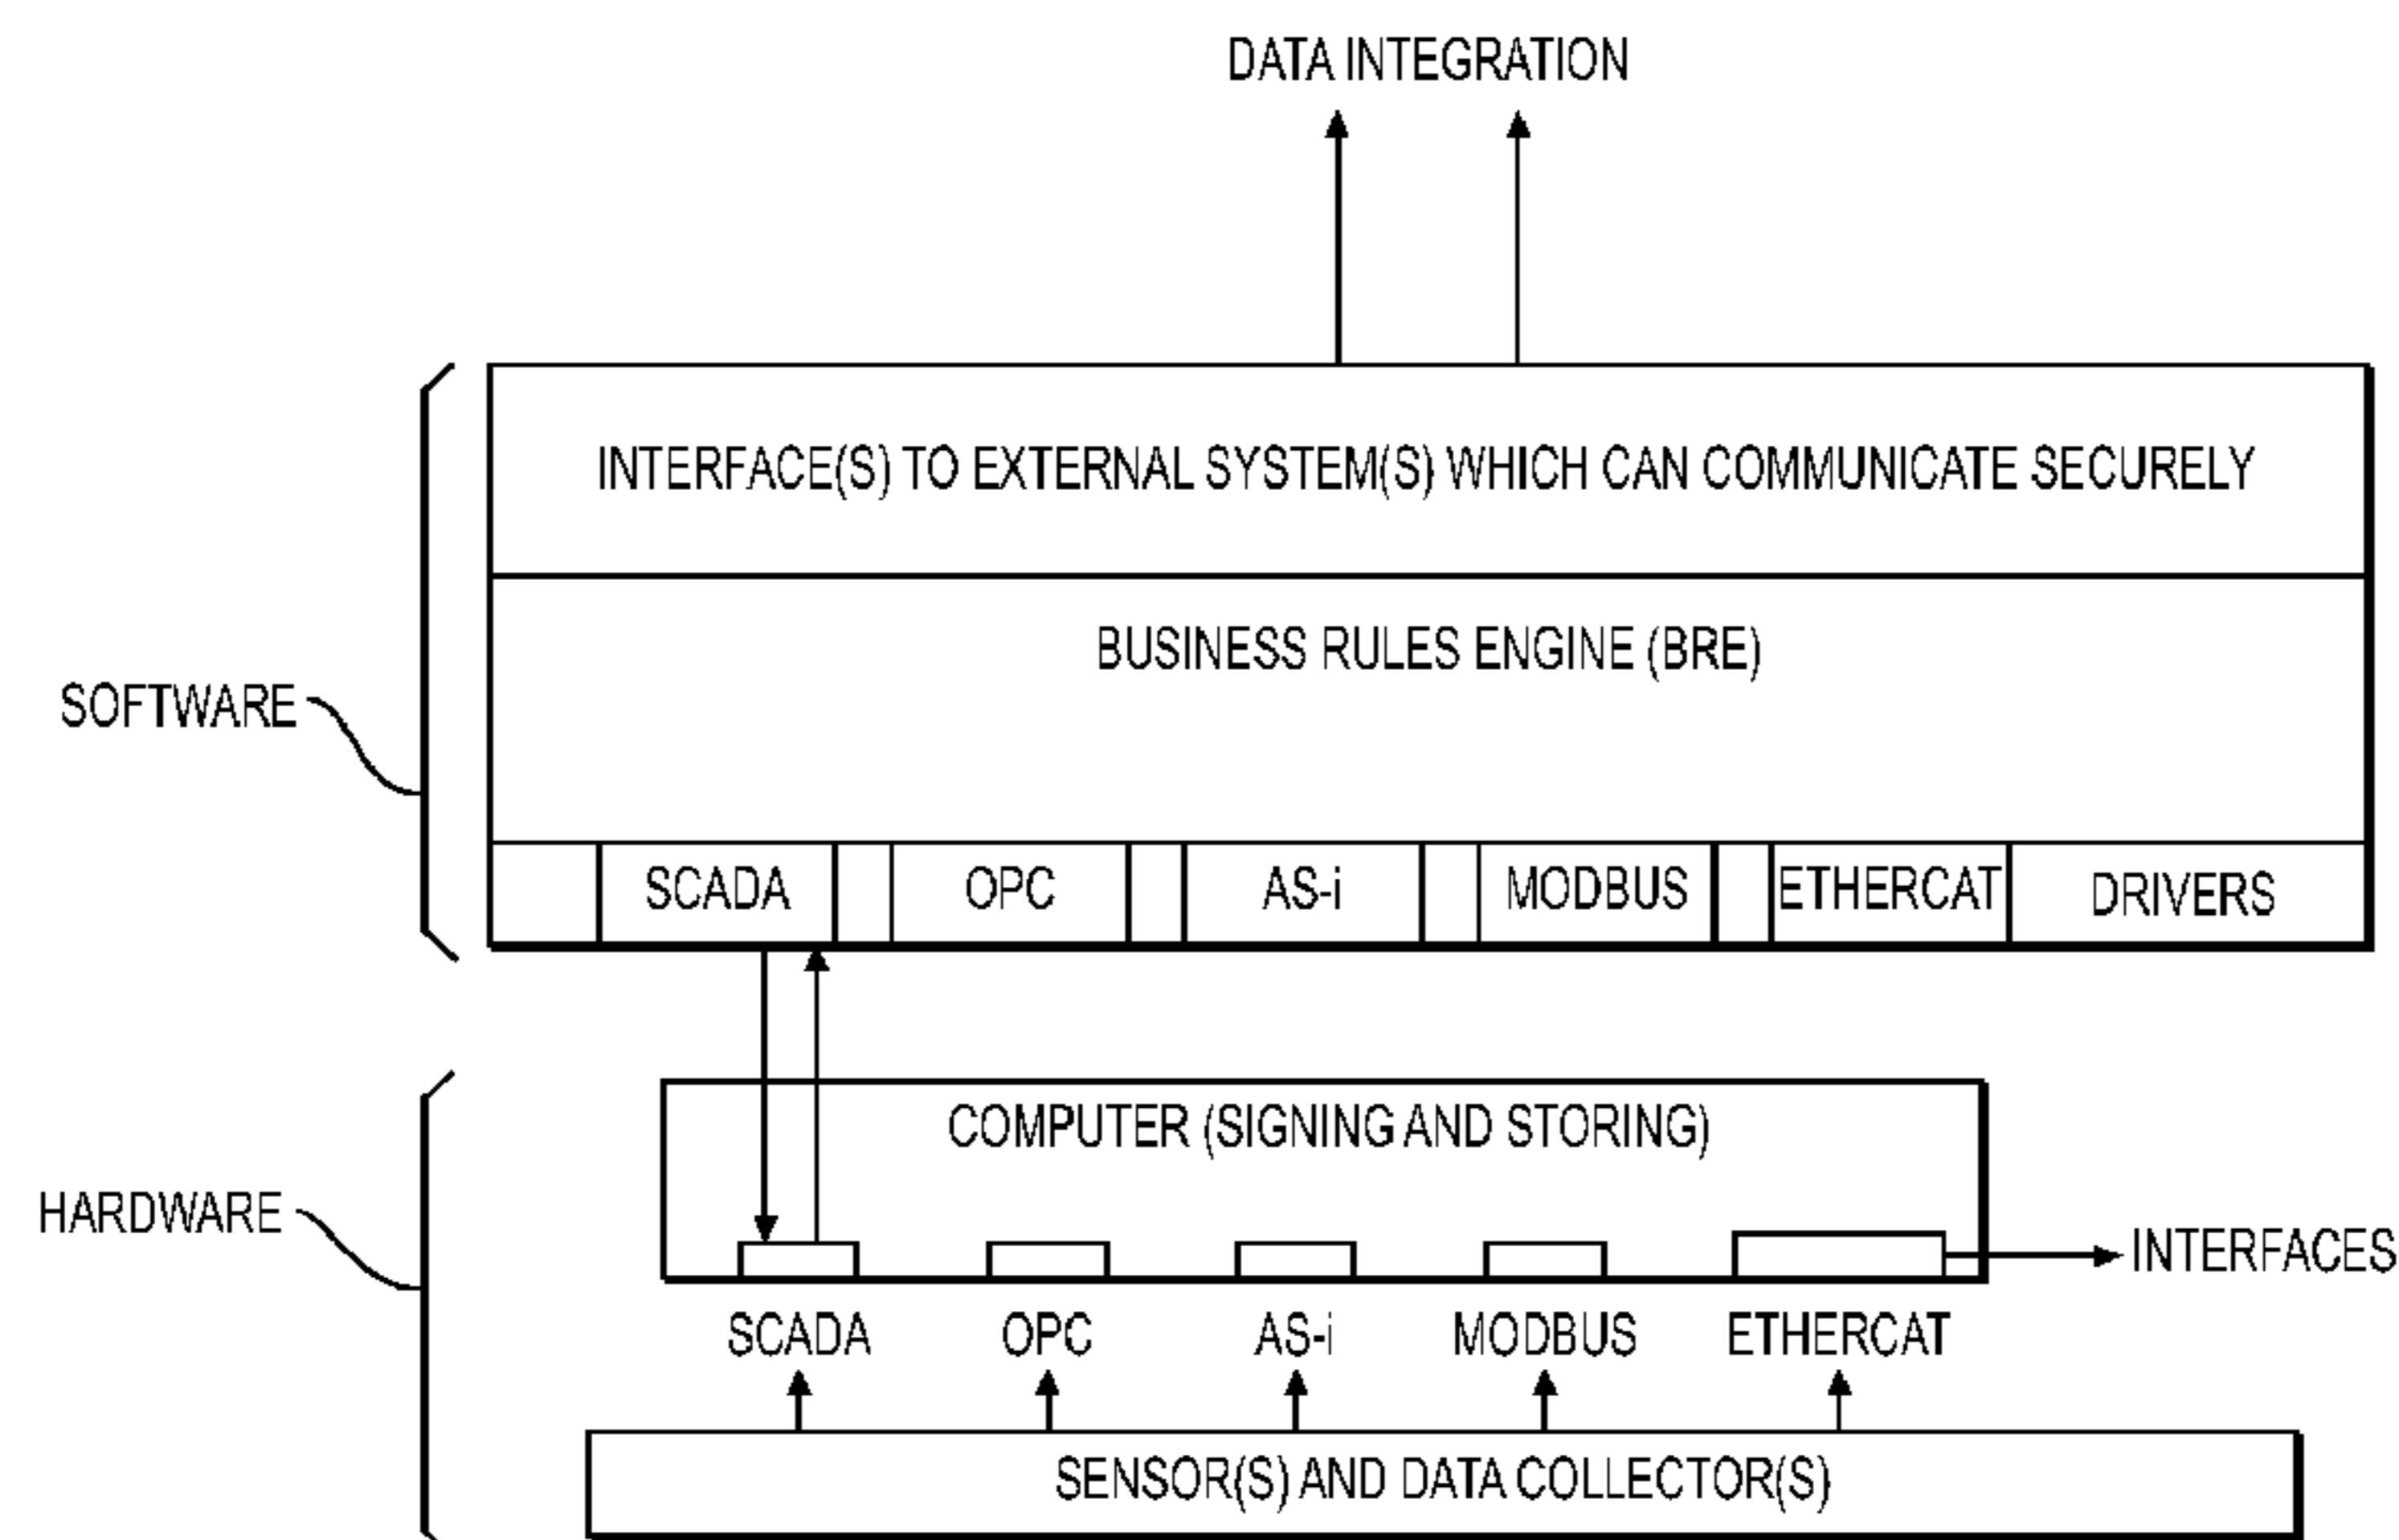 DATA INTEGRATION
INTERFACE(S) TO EXTERNAL SYSTEM(S) WHICH CAN COMMUNICATE SECURELY
BUSINESS RULES ENGINE (BRE)
SOFTWARE
SCADA OPC AS-i MODBUS ETHERCAT DRIVERS
COMPUTER (SIGNING AND STORING)
HARDWARE
INTERFACES
SCADA OPC AS-i MODBUS ETHERCAT
SENSOR(S) AND DATA COLLECTOR(S)